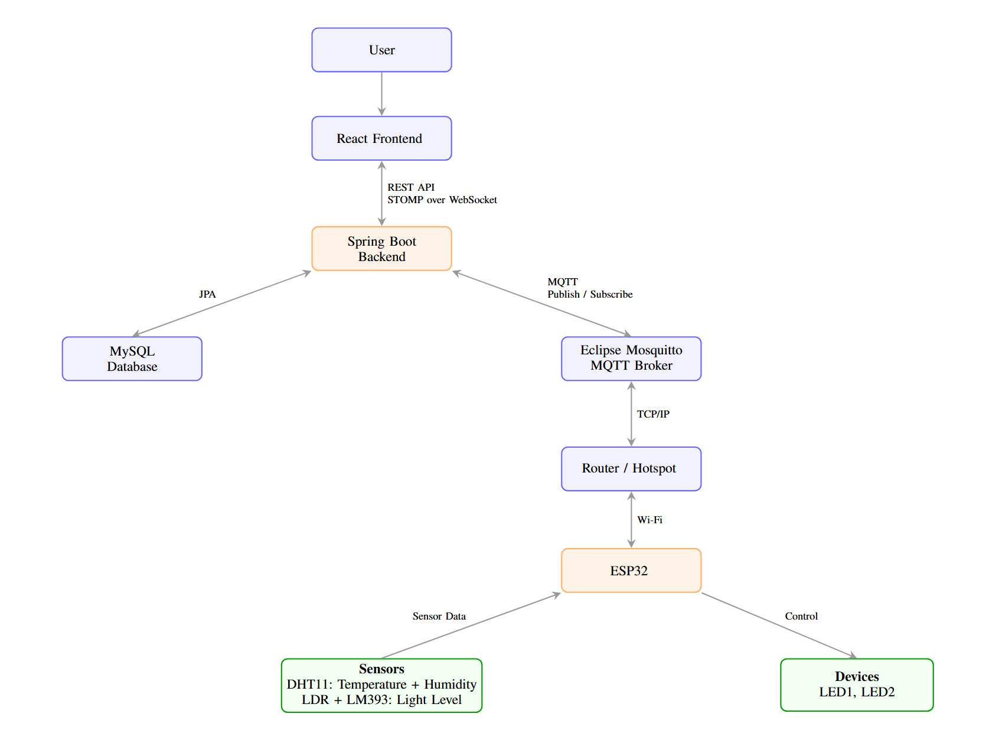 User
React Frontend
REST API
STOMP over WebSocket
Spring Boot
Backend
JPA
MQTT
Publish / Subscribe
MySQL
Database
Eclipse Mosquitto
MQTT Broker
TCP/IP
Router / Hotspot
Wi-Fi
ESP32
Sensor Data
Control
Sensors
DHT11: Temperature + Humidity
LDR + LM393: Light Level
Devices
LED1, LED2